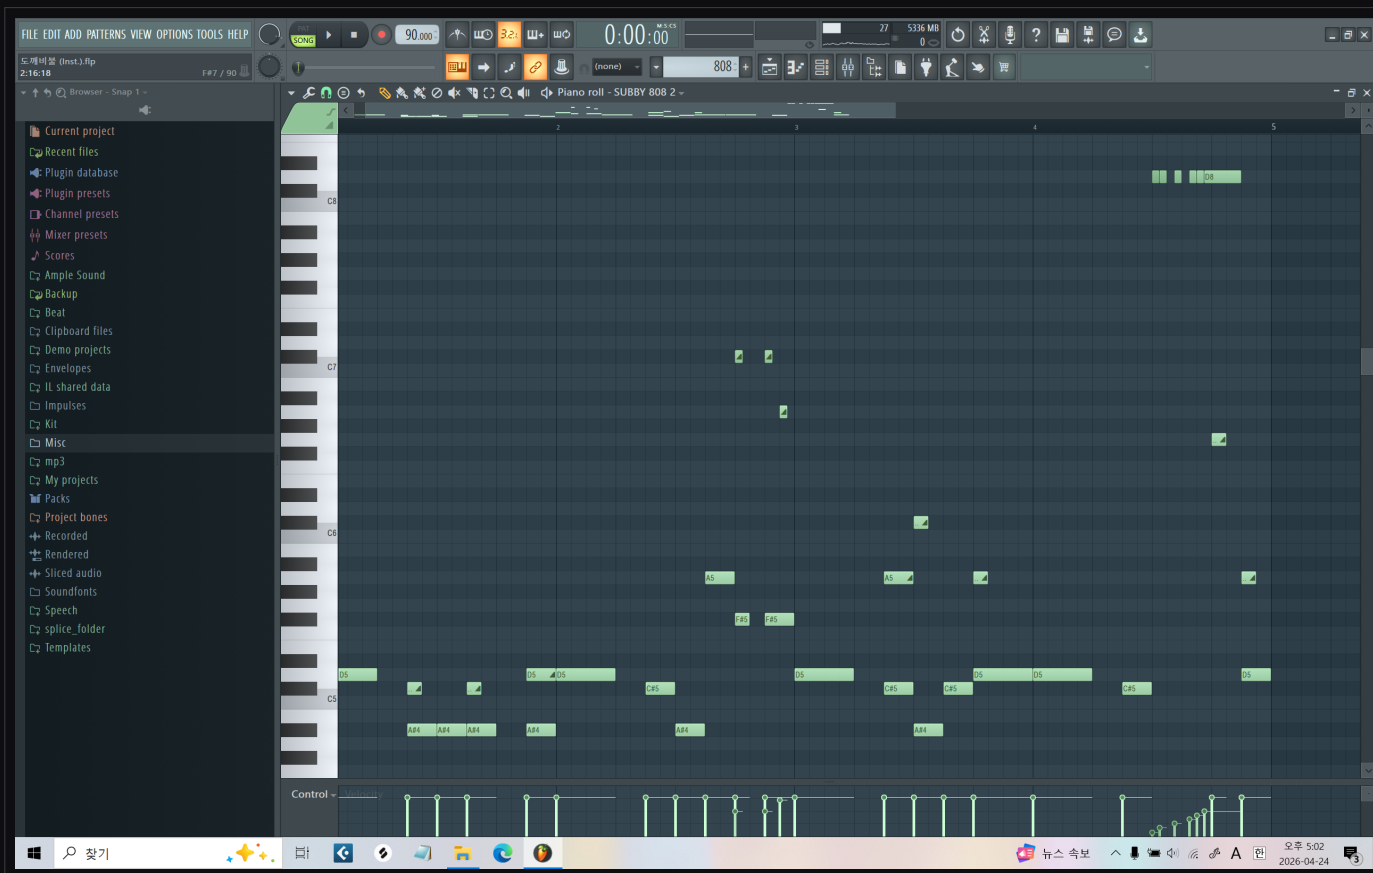 FILE EDIT ADD PATTERNS VIEW OPTIONS TOOLS HELP
SONG
90.000
3.2.
0:00:00
M:S:CS
27
5336 MB
0
도깨비불 (Inst.).flp
2:16:18
F#7 / 90
(none)
808
Browser - Snap 1
Piano roll - SUBBY 808 2
Current project
Recent files
Plugin database
Plugin presets
Channel presets
Mixer presets
Scores
Ample Sound
Backup
Beat
Clipboard files
Demo projects
Envelopes
IL shared data
Impulses
Kit
Misc
mp3
My projects
Packs
Project bones
Recorded
Rendered
Sliced audio
Soundfonts
Speech
splice_folder
Templates
2 3 4 5
D8
C8
C7
C6
A5 A5
F#5 F#5
D5 D5 D5 D5 D5 D5 D5
C#5 C#5 C#5 C#5
C5
A#4 A#4 A#4 A#4 A#4 A#4
Control
Velocity
찾기
뉴스 속보
A
한
오후 5:02
2026-04-24
3